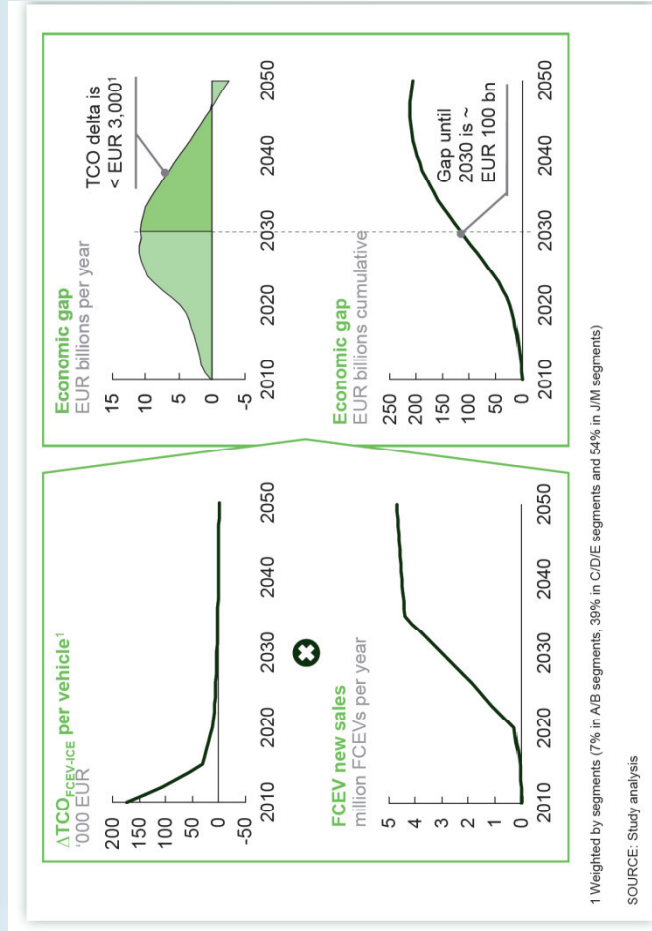 ΔTCO FCEV-ICE per vehicle¹
'000 EUR
200
150
100
50
0
-50
2010 2020 2030 2040 2050
FCEV new sales
million FCEVs per year
5
4
3
2
1
0
2010 2020 2030 2040 2050
Economic gap
EUR billions per year
TCO delta is
< EUR 3,000¹
15
10
5
0
-5
2010 2020 2030 2040 2050
Economic gap
EUR billions cumulative
250
200
150
100
50
0
Gap until
2030 is ~
EUR 100 bn
2010 2020 2030 2040 2050
1 Weighted by segments (7% in A/B segments, 39% in C/D/E segments and 54% in J/M segments)
SOURCE: Study analysis